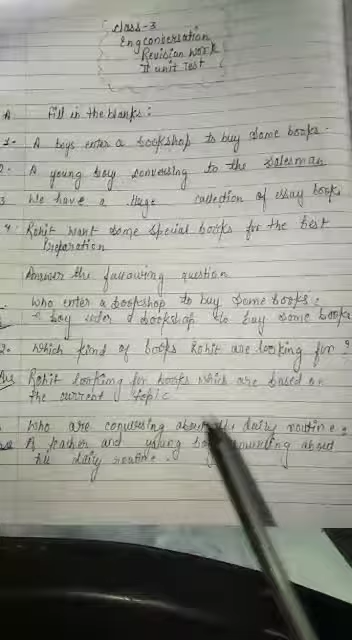 class-3
Eng conversation
Revision work
II unit Test
A Fill in the blanks :
1- A boys enter a bookshop to buy some books.
2- A young boy conversing to the salesman
3 We have a Huge collection of essay books
4. Rohit want some special books for the best
preparation
Answer the following question
Who enter a bookshop to buy some books :
boy enter a bookshop to buy some books
2. Which kind of books Rohit are looking for ?
Ans Rohit looking for books which are based on
the current topic
Who are conversing about the daily routine
A teacher and young boy about
his daily routine.